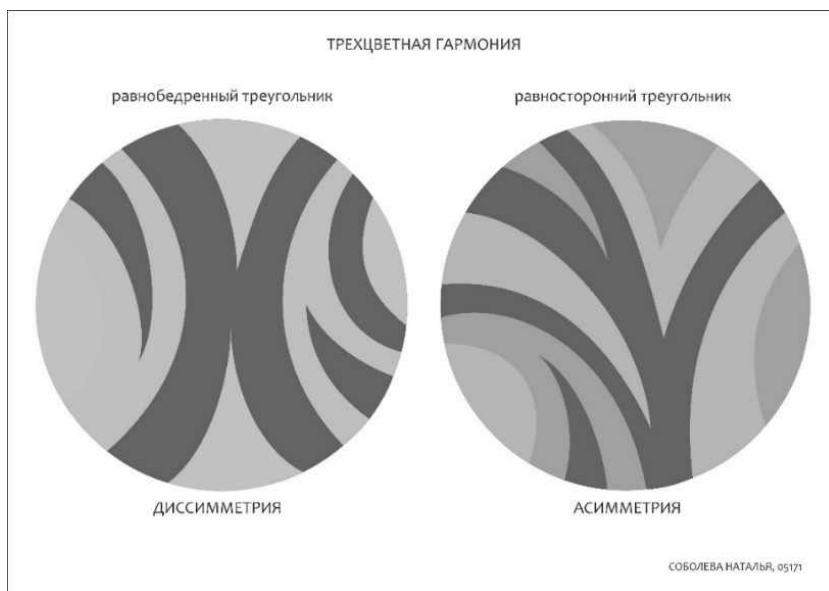 ТРЕХЦВЕТНАЯ ГАРМОНИЯ
равнобедренный треугольник
равносторонний треугольник
ДИССИММЕТРИЯ
АСИММЕТРИЯ
СОБОЛЕВА НАТАЛЬЯ, 05171